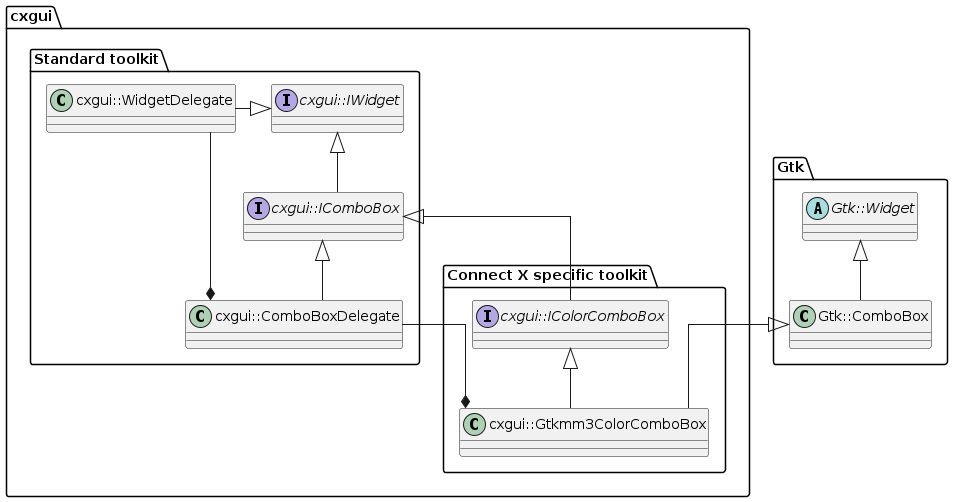 cxgui
Standard toolkit
C cxgui::WidgetDelegate
I cxgui::IWidget
Gtk
A Gtk::Widget
I cxgui::IComboBox
Connect X specific toolkit
C cxgui::ComboBoxDelegate
I cxgui::IColorComboBox
C Gtk::ComboBox
C cxgui::Gtkmm3ColorComboBox